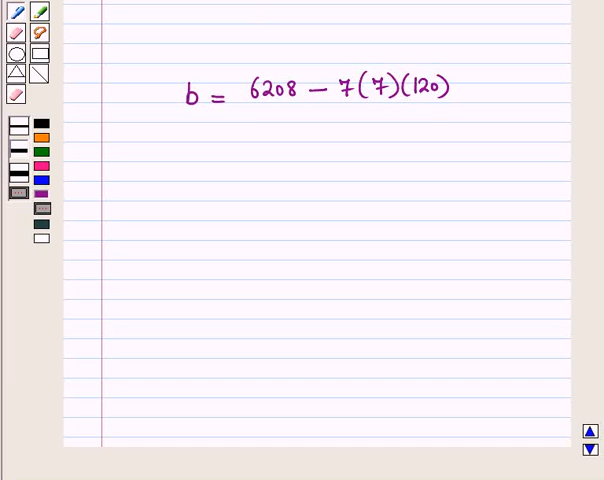 b = 6208 - 7(7)(120)